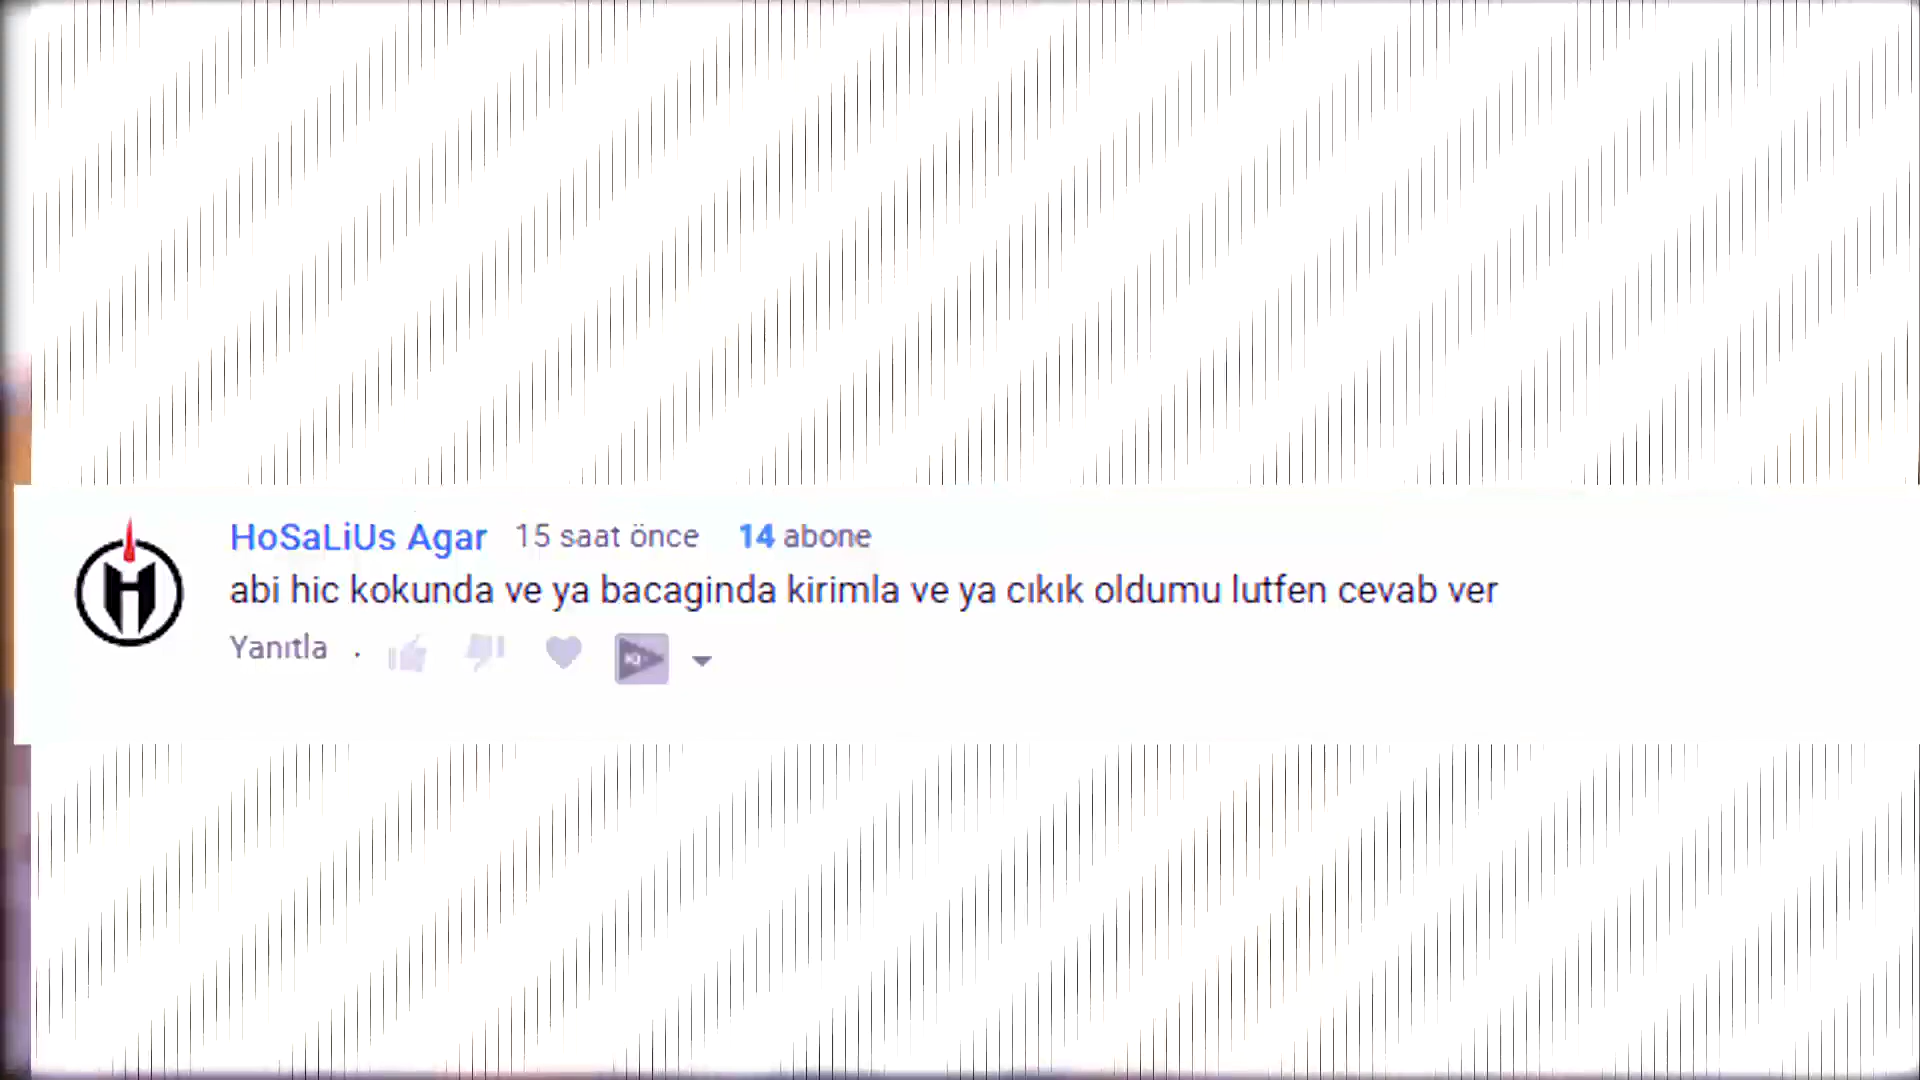 HoSaLiUs Agar 15 saat önce 14 abone
abi hic kokunda ve ya bacaginda kirimla ve ya cıkık oldumu lutfen cevab ver
Yanıtla .